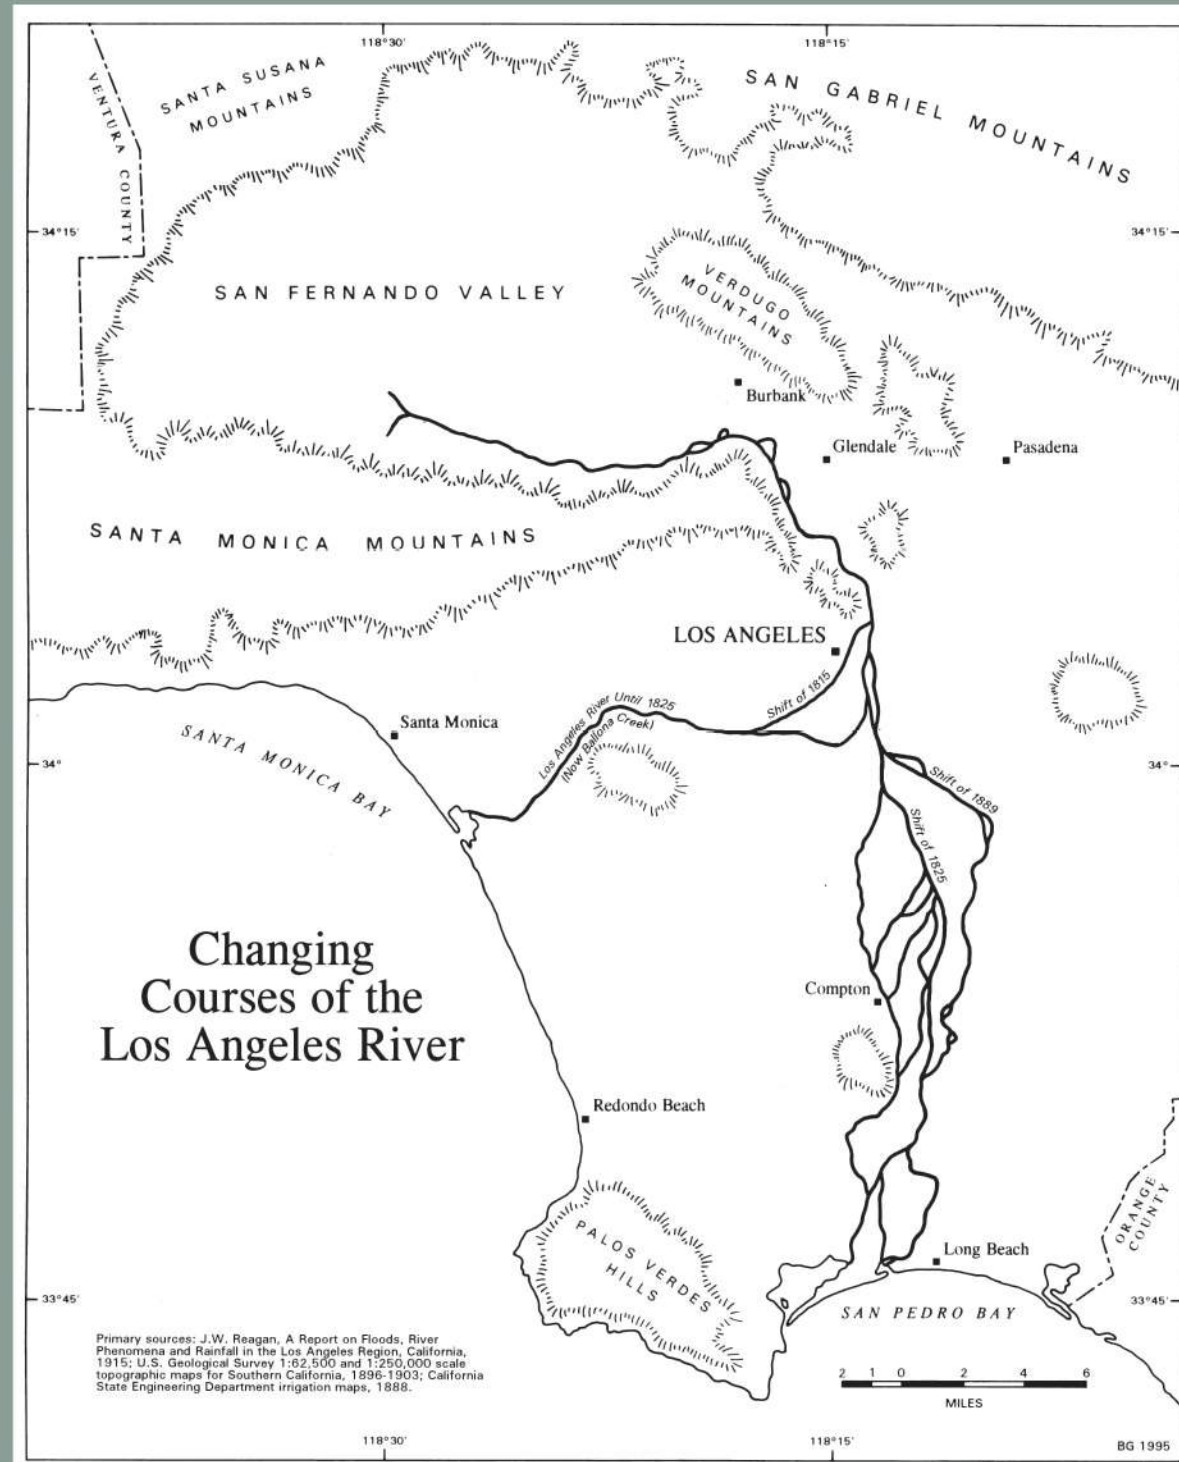 118°30'
118°15'
SANTA SUSANA
MOUNTAINS
SAN GABRIEL MOUNTAINS
VENTURA COUNTY
34°15'
34°15'
SAN FERNANDO VALLEY
VERDUGO
MOUNTAINS
Burbank
Glendale
Pasadena
SANTA MONICA MOUNTAINS
LOS ANGELES
Shift of 1815
Los Angeles River Until 1825
(Now Ballona Creek)
Santa Monica
SANTA MONICA BAY
34°
34°
Shift of 1889
Shift of 1825
Changing
Courses of the
Los Angeles River
Compton
Redondo Beach
ORANGE
COUNTY
PALOS VERDES
HILLS
Long Beach
SAN PEDRO BAY
33°45'
33°45'
Primary sources: J.W. Reagan, A Report on Floods, River
Phenomena and Rainfall in the Los Angeles Region, California,
1915; U.S. Geological Survey 1:62,500 and 1:250,000 scale
topographic maps for Southern California, 1896-1903; California
State Engineering Department irrigation maps, 1888.
2 1 0 2 4 6
MILES
118°30'
118°15'
BG 1995